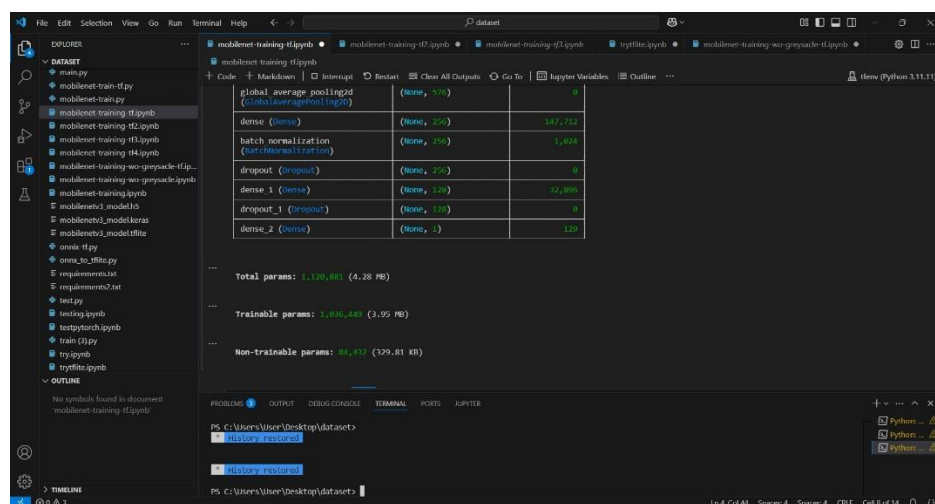 File Edit Selection View Go Run Terminal Help
dataset
EXPLORER
mobilenet-training-tf.ipynb
mobilenet-training-tf2.ipynb
mobilenet-training-tf3.ipynb
trytflite.ipynb
mobilenet-training-wo-greysacle-tf.ipynb
DATASET
main.py
mobilenet-train-tf.py
mobilenet-train.py
mobilenet-training-tf.ipynb
mobilenet-training-tf2.ipynb
mobilenet-training-tf3.ipynb
mobilenet-training-tf4.ipynb
mobilenet-training-wo-greysacle-tf.ip...
mobilenet-training-wo-greysacle.ipynb
mobilenet-training.ipynb
mobilenetv3_model.h5
mobilenetv3_model.keras
mobilenetv3_model.tflite
onnix tf.py
onnx_to_tflite.py
requirements.txt
requirements2.txt
test.py
testing.ipynb
testpytorch.ipynb
train (3).py
try.ipynb
trytflite.ipynb
OUTLINE
No symbols found in document
'mobilenet-training-tf.ipynb'
TIMELINE
mobilenet-training-tf.ipynb
+ Code + Markdown Interrupt Restart Clear All Outputs Go To Jupyter Variables Outline ...
tfenv (Python 3.11.11)
global_average_pooling2d (None, 576) 0
(GlobalAveragePooling2D)
dense (Dense) (None, 256) 147,712
batch_normalization (None, 256) 1,024
(BatchNormalization)
dropout (Dropout) (None, 256) 0
dense_1 (Dense) (None, 128) 32,896
dropout_1 (Dropout) (None, 128) 0
dense_2 (Dense) (None, 1) 129
...
Total params: 1,120,881 (4.28 MB)
...
Trainable params: 1,036,449 (3.95 MB)
...
Non-trainable params: 84,432 (329.81 KB)
PROBLEMS 3 OUTPUT DEBUG CONSOLE TERMINAL PORTS JUPYTER
PS C:\Users\User\Desktop\dataset>
* History restored
* History restored
PS C:\Users\User\Desktop\dataset>
Python: ...
Python: ...
Python: ...
Ln 4, Col 44 Spaces: 4 Spaces: 4 CRLF Cell 8 of 14